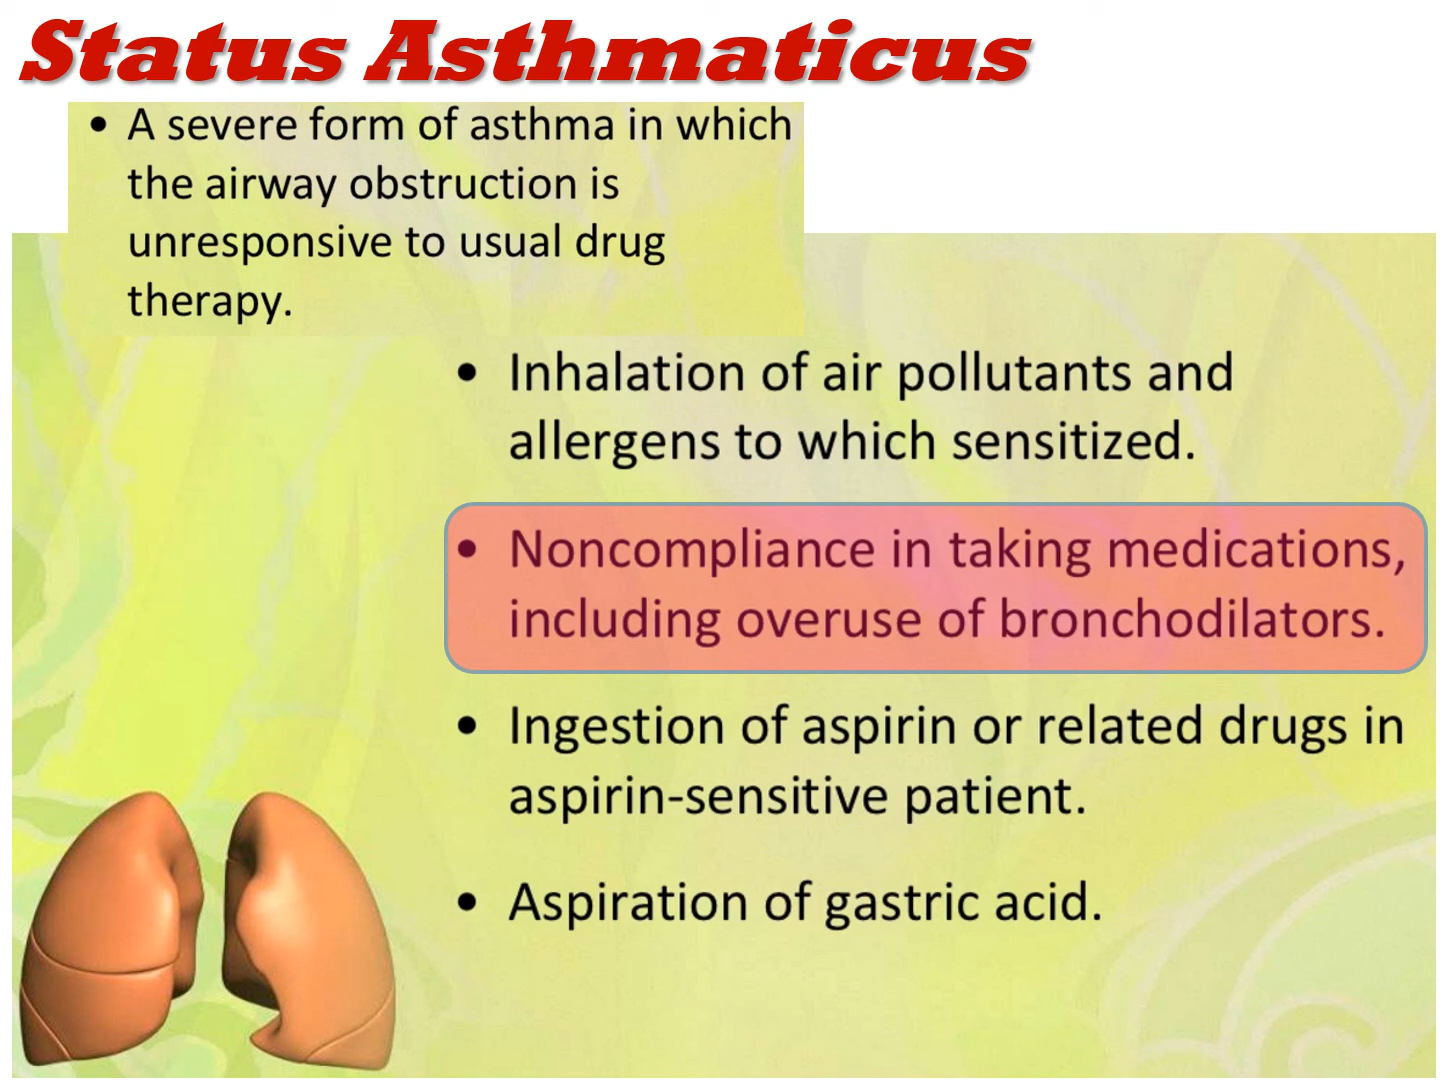 Status Asthmaticus
• A severe form of asthma in which
the airway obstruction is
unresponsive to usual drug
therapy.
• Inhalation of air pollutants and
allergens to which sensitized.
• Noncompliance in taking medications,
including overuse of bronchodilators.
• Ingestion of aspirin or related drugs in
aspirin-sensitive patient.
• Aspiration of gastric acid.